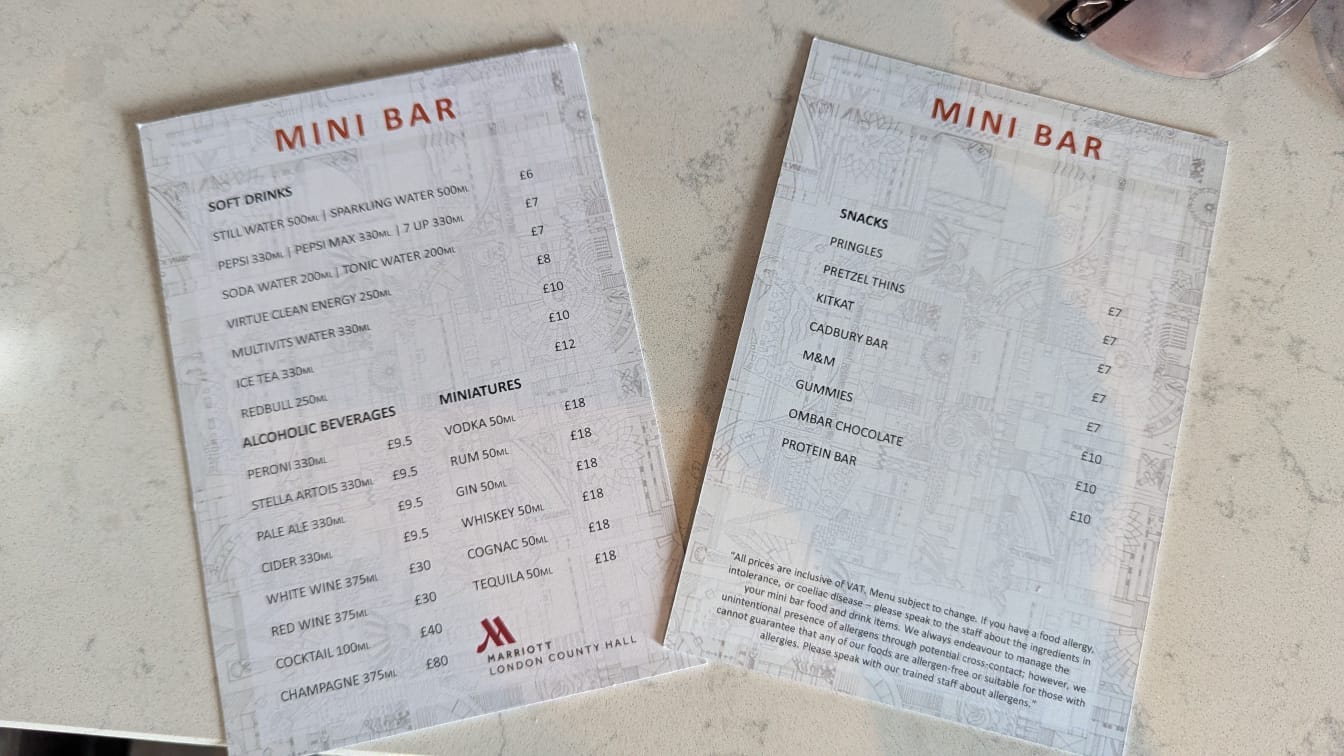 MINI BAR
SOFT DRINKS
STILL WATER 500ML | SPARKLING WATER 500ML £6
PEPSI 330ML | PEPSI MAX 330ML | 7 UP 330ML £7
SODA WATER 200ML | TONIC WATER 200ML £7
VIRTUE CLEAN ENERGY 250ML £8
MULTIVITS WATER 330ML £10
ICE TEA 330ML £10
REDBULL 250ML £12
ALCOHOLIC BEVERAGES
PERONI 330ML £9.5
STELLA ARTOIS 330ML £9.5
PALE ALE 330ML £9.5
CIDER 330ML £9.5
WHITE WINE 375ML £30
RED WINE 375ML £30
COCKTAIL 100ML £40
CHAMPAGNE 375ML £80
MINIATURES
VODKA 50ML £18
RUM 50ML £18
GIN 50ML £18
WHISKEY 50ML £18
COGNAC 50ML £18
TEQUILA 50ML £18
MARRIOTT
LONDON COUNTY HALL
MINI BAR
SNACKS
PRINGLES £7
PRETZEL THINS £7
KITKAT £7
CADBURY BAR £7
M&M £7
GUMMIES £10
OMBAR CHOCOLATE £10
PROTEIN BAR £10
"All prices are inclusive of VAT. Menu subject to change. If you have a food allergy,
intolerance, or coeliac disease – please speak to the staff about the ingredients in
your mini bar food and drink items. We always endeavour to manage the
unintentional presence of allergens through potential cross-contact; however, we
cannot guarantee that any of our foods are allergen-free or suitable for those with
allergies. Please speak with our trained staff about allergens."